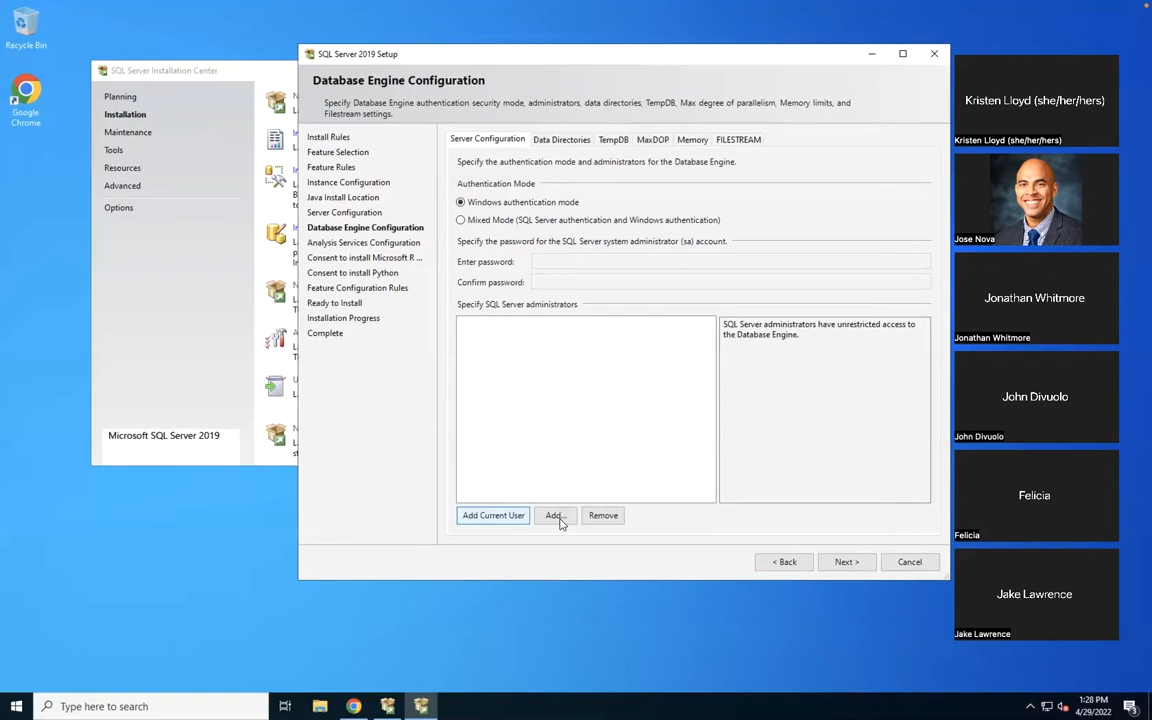 Recycle Bin
Google
Chrome
SQL Server Installation Center
Planning
Installation
Maintenance
Tools
Resources
Advanced
Options
Microsoft SQL Server 2019
SQL Server 2019 Setup
Database Engine Configuration
Specify Database Engine authentication security mode, administrators, data directories, TempDB, Max degree of parallelism, Memory limits, and
Filestream settings.
Install Rules
Feature Selection
Feature Rules
Instance Configuration
Java Install Location
Server Configuration
Database Engine Configuration
Analysis Services Configuration
Consent to install Microsoft R ...
Consent to install Python
Feature Configuration Rules
Ready to Install
Installation Progress
Complete
Server Configuration Data Directories TempDB MaxDOP Memory FILESTREAM
Specify the authentication mode and administrators for the Database Engine.
Authentication Mode
Windows authentication mode
Mixed Mode (SQL Server authentication and Windows authentication)
Specify the password for the SQL Server system administrator (sa) account.
Enter password:
Confirm password:
Specify SQL Server administrators
SQL Server administrators have unrestricted access to
the Database Engine.
Add Current User Add... Remove
< Back Next > Cancel
Kristen Lloyd (she/her/hers)
Kristen Lloyd (she/her/hers)
Jose Nova
Jonathan Whitmore
Jonathan Whitmore
John Divuolo
John Divuolo
Felicia
Felicia
Jake Lawrence
Jake Lawrence
Type here to search
1:28 PM
4/29/2022
3